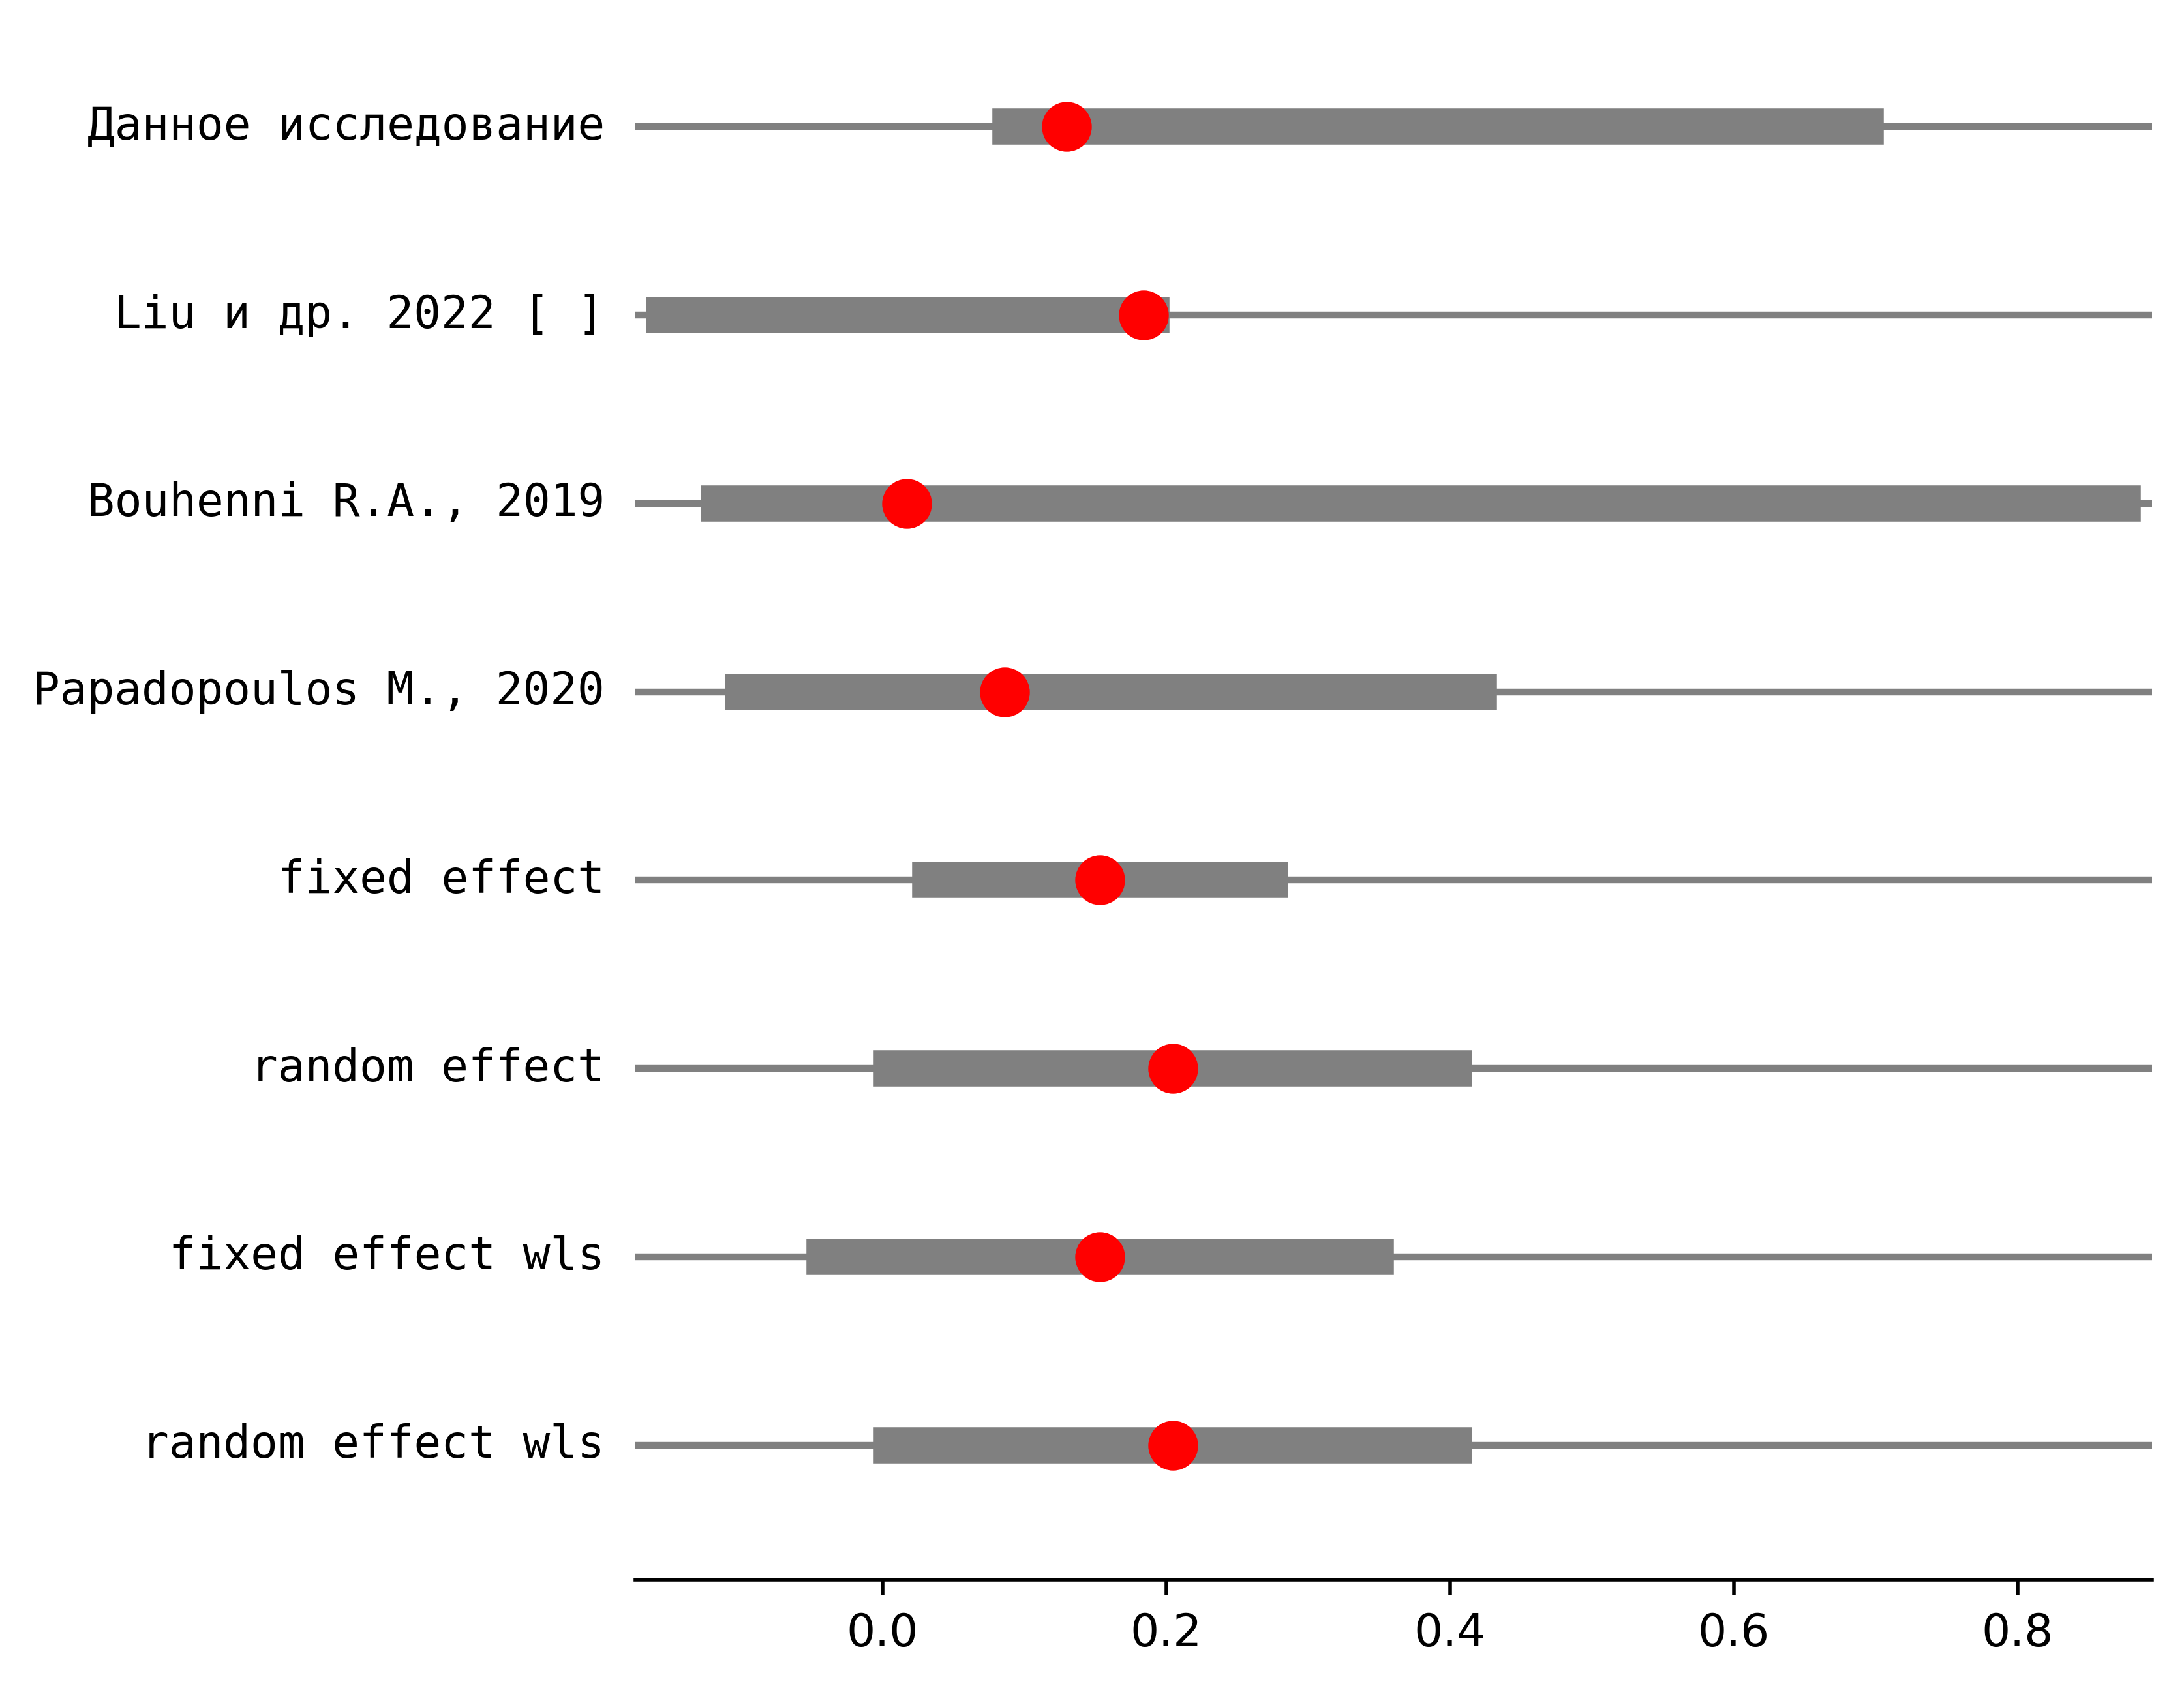 Данное исследование
Liu и др. 2022 [ ]
Bouhenni R.A., 2019
Papadopoulos M., 2020
fixed effect
random effect
fixed effect wls
random effect wls
0.0 0.2 0.4 0.6 0.8